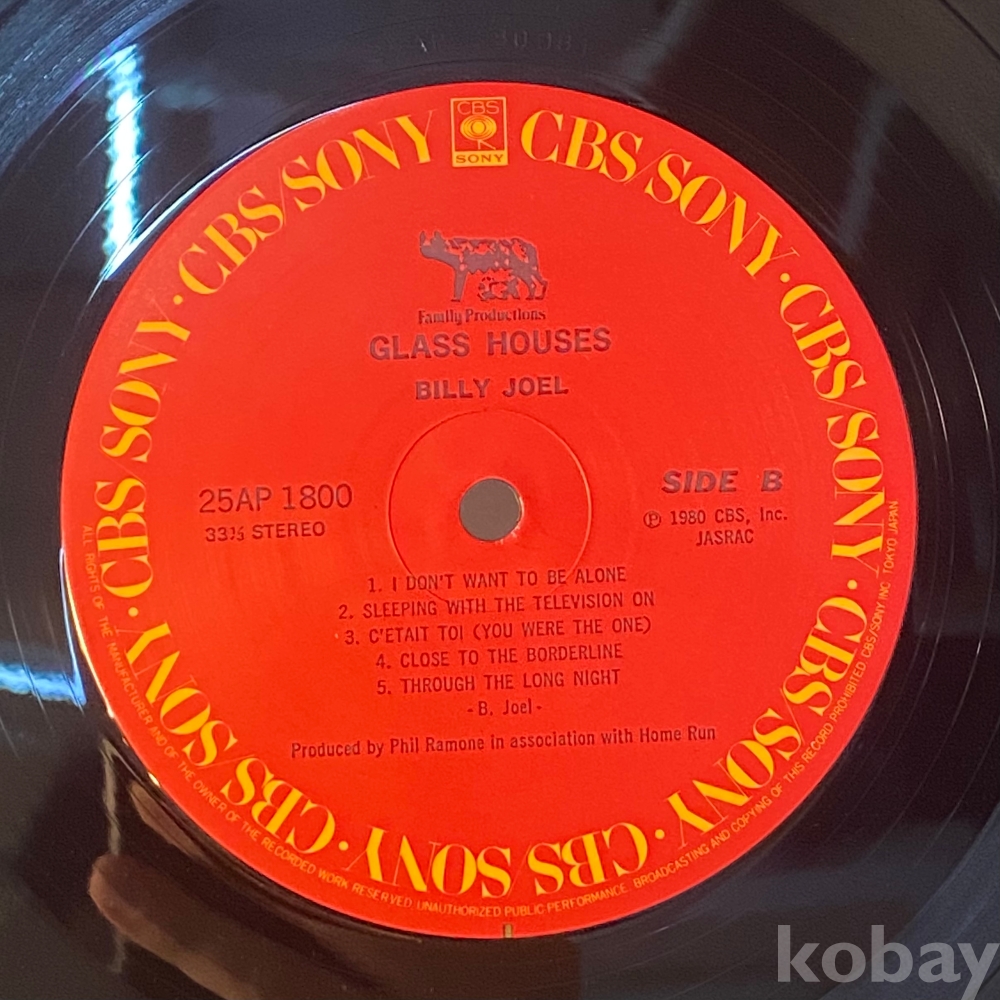 CBS
SONY
CBS/SONY · CBS/SONY · CBS/SONY · CBS/SONY · CBS/SONY · CBS/SONY · CBS/SONY · CBS/SONY
Family Productions
GLASS HOUSES
BILLY JOEL
25AP 1800
33⅓ STEREO
SIDE B
Ⓟ 1980 CBS, Inc.
JASRAC
1. I DON'T WANT TO BE ALONE
2. SLEEPING WITH THE TELEVISION ON
3. C'ETAIT TOI (YOU WERE THE ONE)
4. CLOSE TO THE BORDERLINE
5. THROUGH THE LONG NIGHT
-B. Joel-
Produced by Phil Ramone in association with Home Run
ALL RIGHTS OF THE MANUFACTURER AND OF THE OWNER OF THE RECORDED WORK RESERVED. UNAUTHORIZED PUBLIC PERFORMANCE. BROADCASTING AND COPYING OF THIS RECORD PROHIBITED CBS/SONY INC. TOKYO JAPAN
kobay